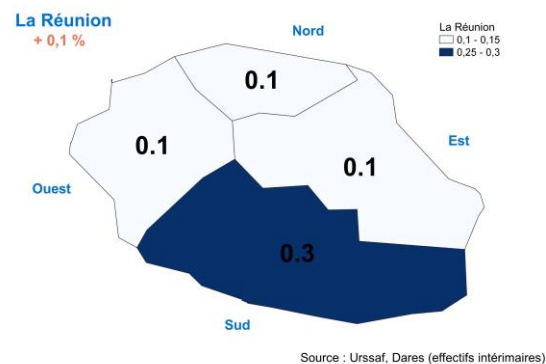 La Réunion
+ 0,1 %
Nord
La Réunion
0,1 - 0,15
0,25 - 0,3
0.1
0.1
Est
0.1
Ouest
0.3
Sud
Source : Urssaf, Dares (effectifs intérimaires)